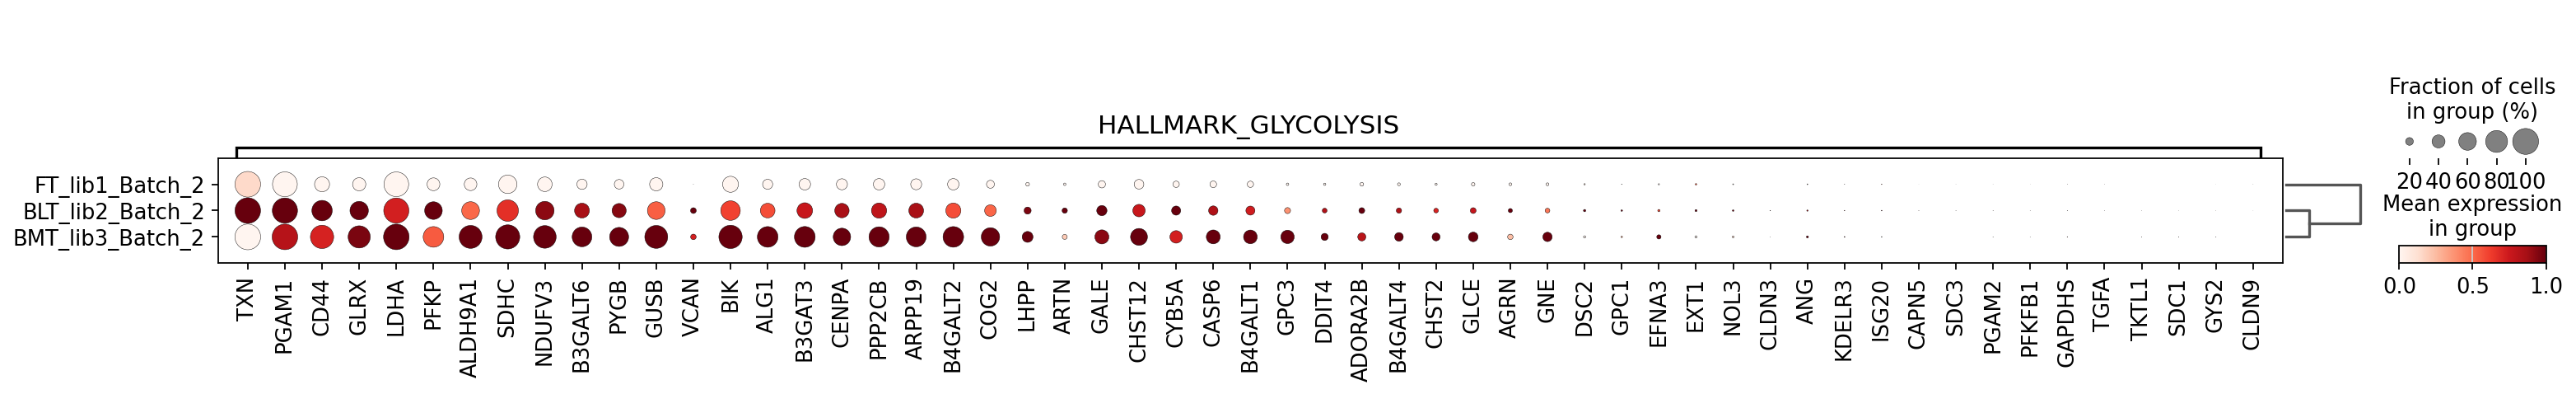 HALLMARK_GLYCOLYSIS
FT_lib1_Batch_2
BLT_lib2_Batch_2
BMT_lib3_Batch_2
TXN
PGAM1
CD44
GLRX
LDHA
PFKP
ALDH9A1
SDHC
NDUFV3
B3GALT6
PYGB
GUSB
VCAN
BIK
ALG1
B3GAT3
CENPA
PPP2CB
ARPP19
B4GALT2
COG2
LHPP
ARTN
GALE
CHST12
CYB5A
CASP6
B4GALT1
GPC3
DDIT4
ADORA2B
B4GALT4
CHST2
GLCE
AGRN
GNE
DSC2
GPC1
EFNA3
EXT1
NOL3
CLDN3
ANG
KDELR3
ISG20
CAPN5
SDC3
PGAM2
PFKFB1
GAPDHS
TGFA
TKTL1
SDC1
GYS2
CLDN9
Fraction of cells
in group (%)
20 40 60 80 100
Mean expression
in group
0.0 0.5 1.0